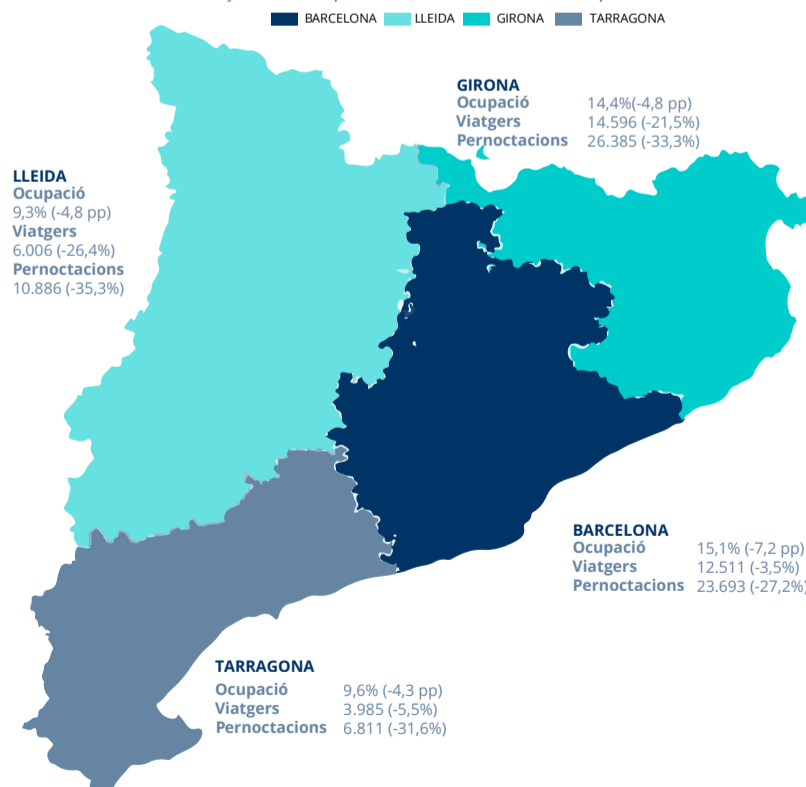 BARCELONA LLEIDA GIRONA TARRAGONA
GIRONA
Ocupació 14,4%(-4,8 pp)
Viatgers 14.596 (-21,5%)
Pernoctacions 26.385 (-33,3%)
LLEIDA
Ocupació
9,3% (-4,8 pp)
Viatgers
6.006 (-26,4%)
Pernoctacions
10.886 (-35,3%)
BARCELONA
Ocupació 15,1% (-7,2 pp)
Viatgers 12.511 (-3,5%)
Pernoctacions 23.693 (-27,2%)
TARRAGONA
Ocupació 9,6% (-4,3 pp)
Viatgers 3.985 (-5,5%)
Pernoctacions 6.811 (-31,6%)